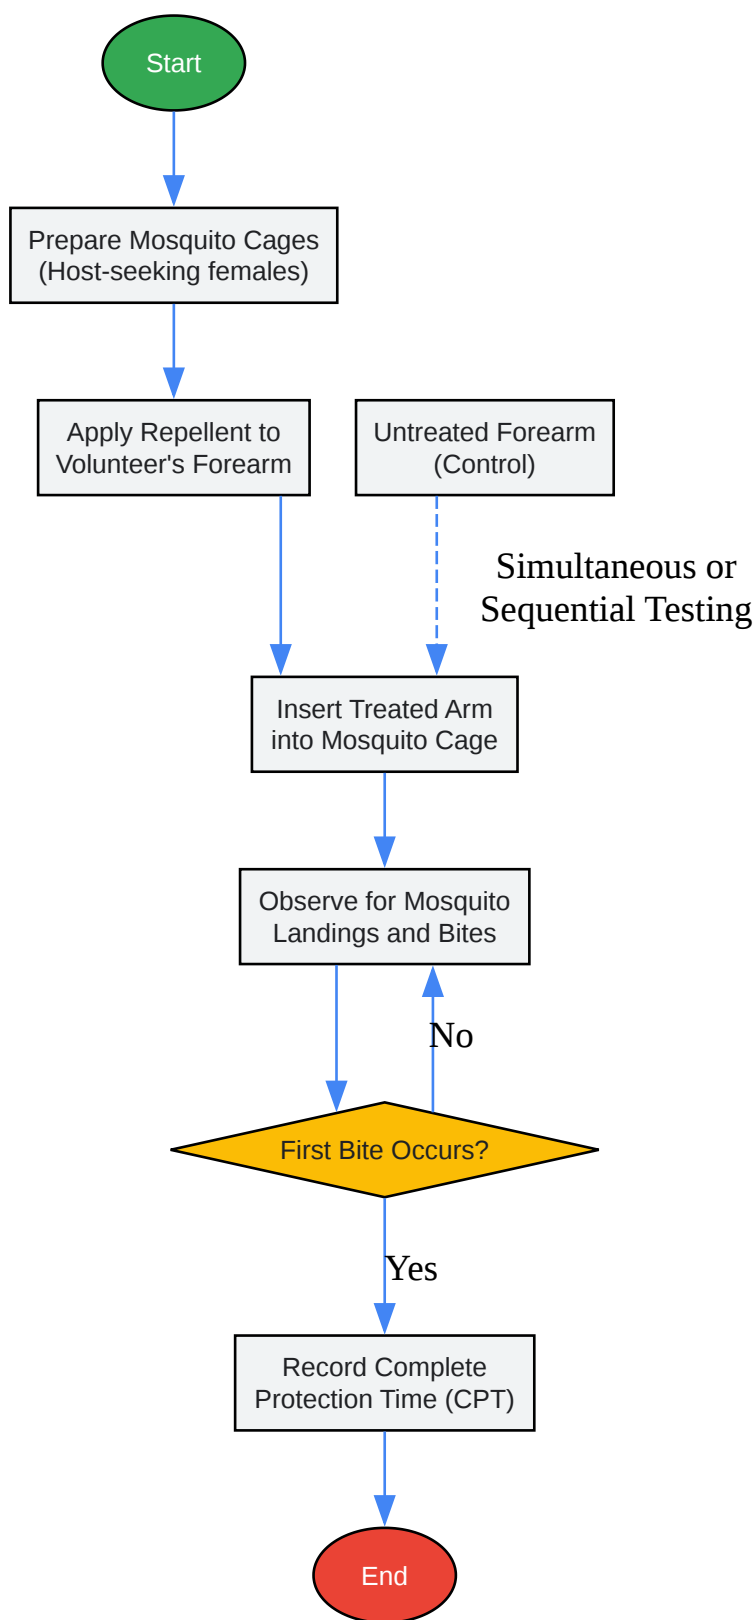 Start
Prepare Mosquito Cages
(Host-seeking females)
Apply Repellent to
Volunteer's Forearm
Untreated Forearm
(Control)
Simultaneous or
Sequential Testing
Insert Treated Arm
into Mosquito Cage
Observe for Mosquito
Landings and Bites
No
First Bite Occurs?
Yes
Record Complete
Protection Time (CPT)
End